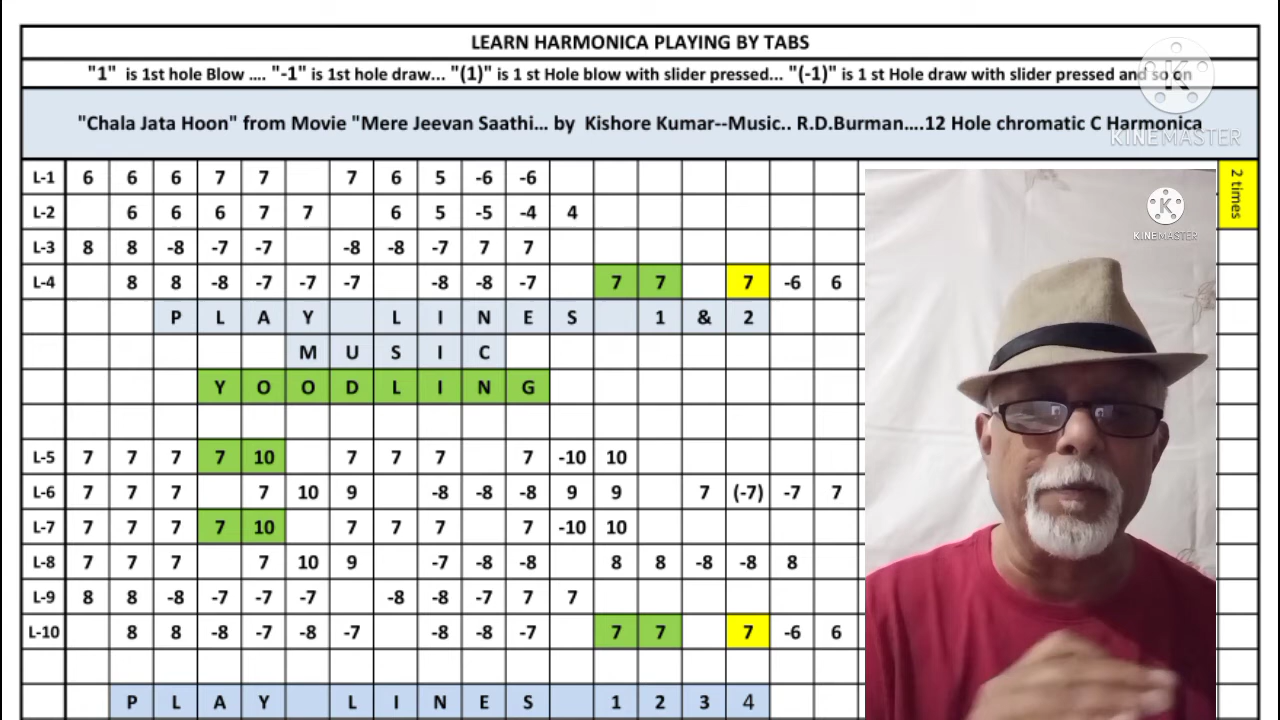 LEARN HARMONICA PLAYING BY TABS
"1" is 1st hole Blow .... "-1" is 1st hole draw... "(1)" is 1 st Hole blow with slider pressed... "(-1)" is 1 st Hole draw with slider pressed and so on
"Chala Jata Hoon" from Movie "Mere Jeevan Saathi... by Kishore Kumar--Music.. R.D.Burman....12 Hole chromatic C Harmonica
KINEMASTER
L-1 6 6 6 7 7 7 6 5 -6 -6
2 times
L-2 6 6 6 7 7 6 5 -5 -4 4
KINEMASTER
L-3 8 8 -8 -7 -7 -8 -8 -7 7 7
L-4 8 8 -8 -7 -7 -7 -8 -8 -7 7 7 7 -6 6
PLAY LINES 1 & 2
MUSIC
YOODLING
L-5 7 7 7 7 10 7 7 7 7 -10 10
L-6 7 7 7 7 10 9 -8 -8 -8 9 9 7 (-7) -7 7
L-7 7 7 7 7 10 7 7 7 7 -10 10
L-8 7 7 7 7 10 9 -7 -8 -8 8 8 -8 -8 8
L-9 8 8 -8 -7 -7 -7 -8 -8 -7 7 7
L-10 8 8 -8 -7 -8 -7 -8 -8 -7 7 7 7 -6 6
PLAY LINES 1 2 3 4